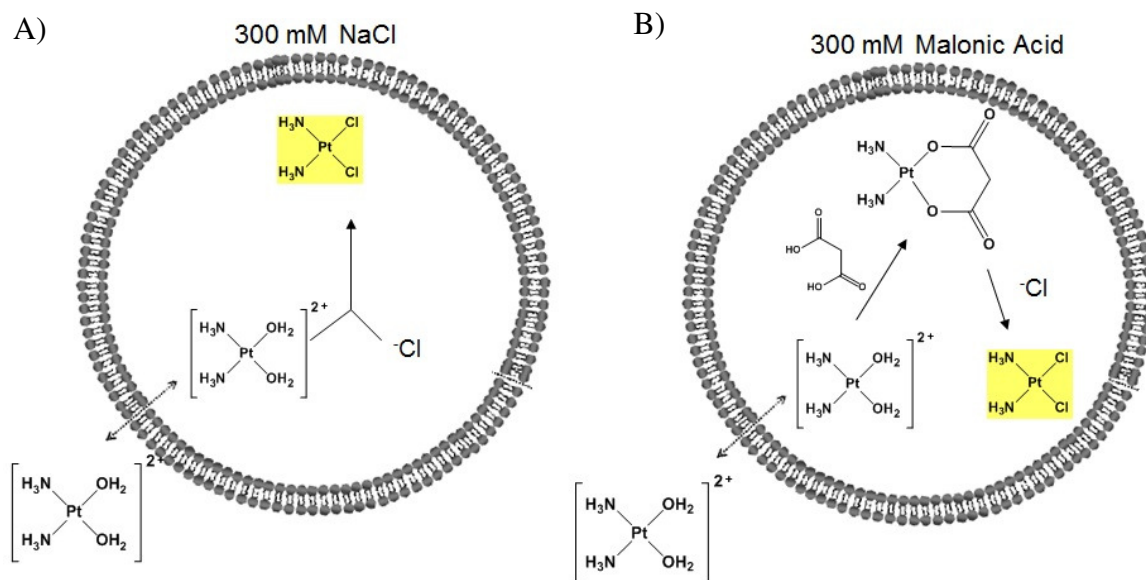 A)
300 mM NaCl
H₃N Cl
Pt
H₃N Cl
2+
H₃N OH₂
Pt
H₃N OH₂
⁻Cl
2+
H₃N OH₂
Pt
H₃N OH₂
B)
300 mM Malonic Acid
O
H₃N O
Pt
H₃N O
O
O
HO
HO O
⁻Cl
2+
H₃N OH₂
Pt
H₃N OH₂
H₃N Cl
Pt
H₃N Cl
2+
H₃N OH₂
Pt
H₃N OH₂